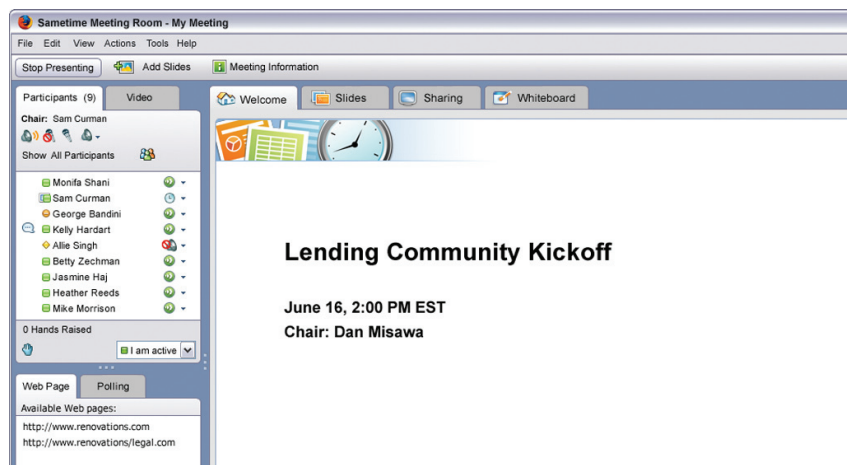 Sametime Meeting Room - My Meeting
File Edit View Actions Tools Help
Stop Presenting Add Slides Meeting Information
Participants (9) Video
Welcome Slides Sharing Whiteboard
Chair: Sam Curman
Show All Participants
Monifa Shani
Sam Curman
George Bandini
Kelly Hardart
Allie Singh
Betty Zechman
Jasmine Haj
Heather Reeds
Mike Morrison
0 Hands Raised
I am active
Web Page Polling
Available Web pages:
http://www.renovations.com
http://www.renovations/legal.com
Lending Community Kickoff
June 16, 2:00 PM EST
Chair: Dan Misawa